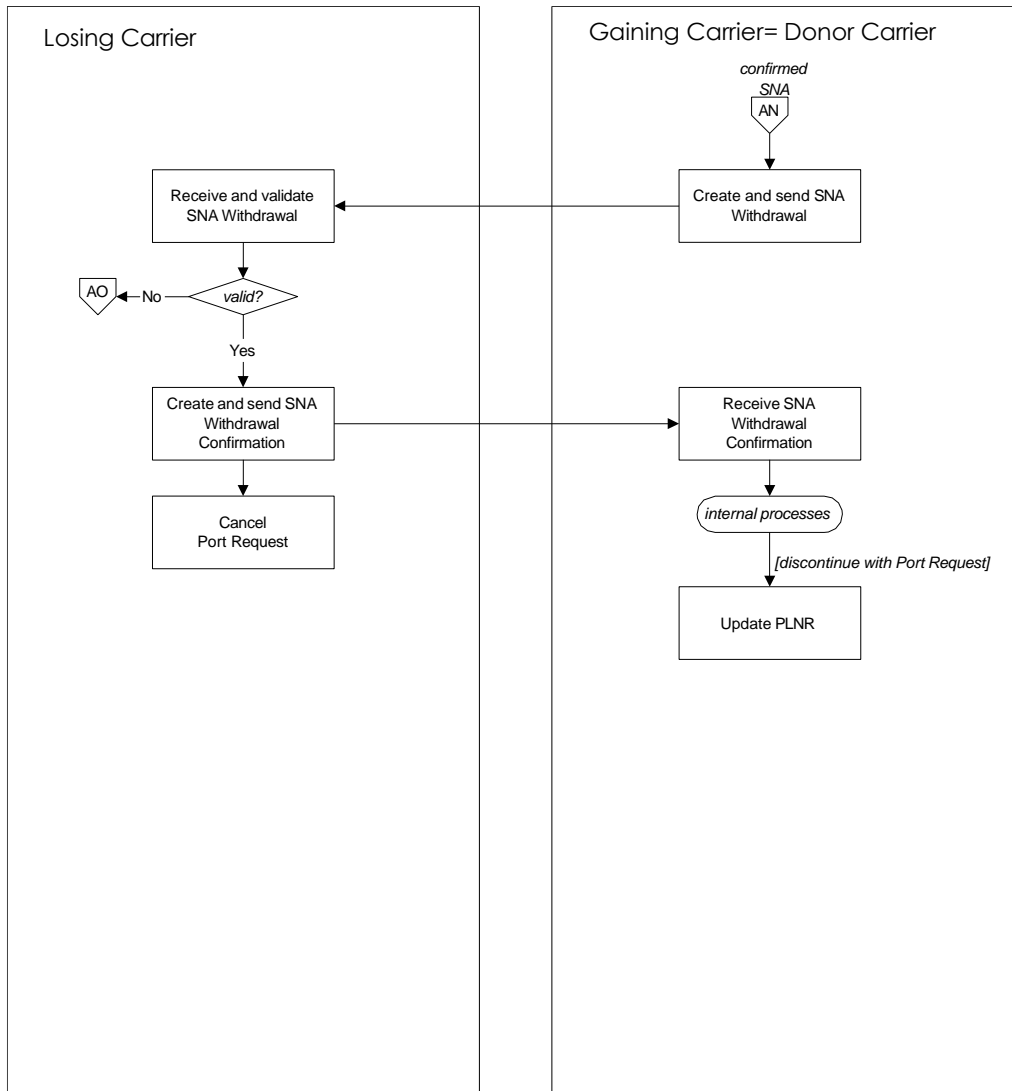 Losing Carrier
Gaining Carrier= Donor Carrier
confirmed
SNA
AN
Receive and validate
SNA Withdrawal
Create and send SNA
Withdrawal
AO
No
valid?
Yes
Create and send SNA
Withdrawal
Confirmation
Receive SNA
Withdrawal
Confirmation
Cancel
Port Request
internal processes
[discontinue with Port Request]
Update PLNR